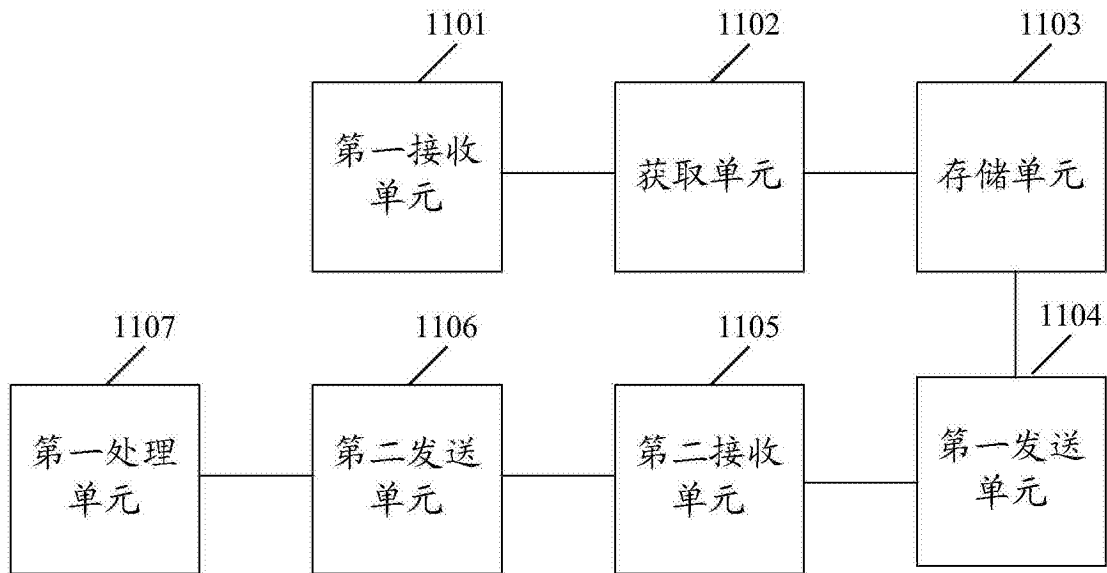 1101
1102
1103
第一接收
单元
获取单元
存储单元
1104
1107
1106
1105
第一处理
单元
第二发送
单元
第二接收
单元
第一发送
单元